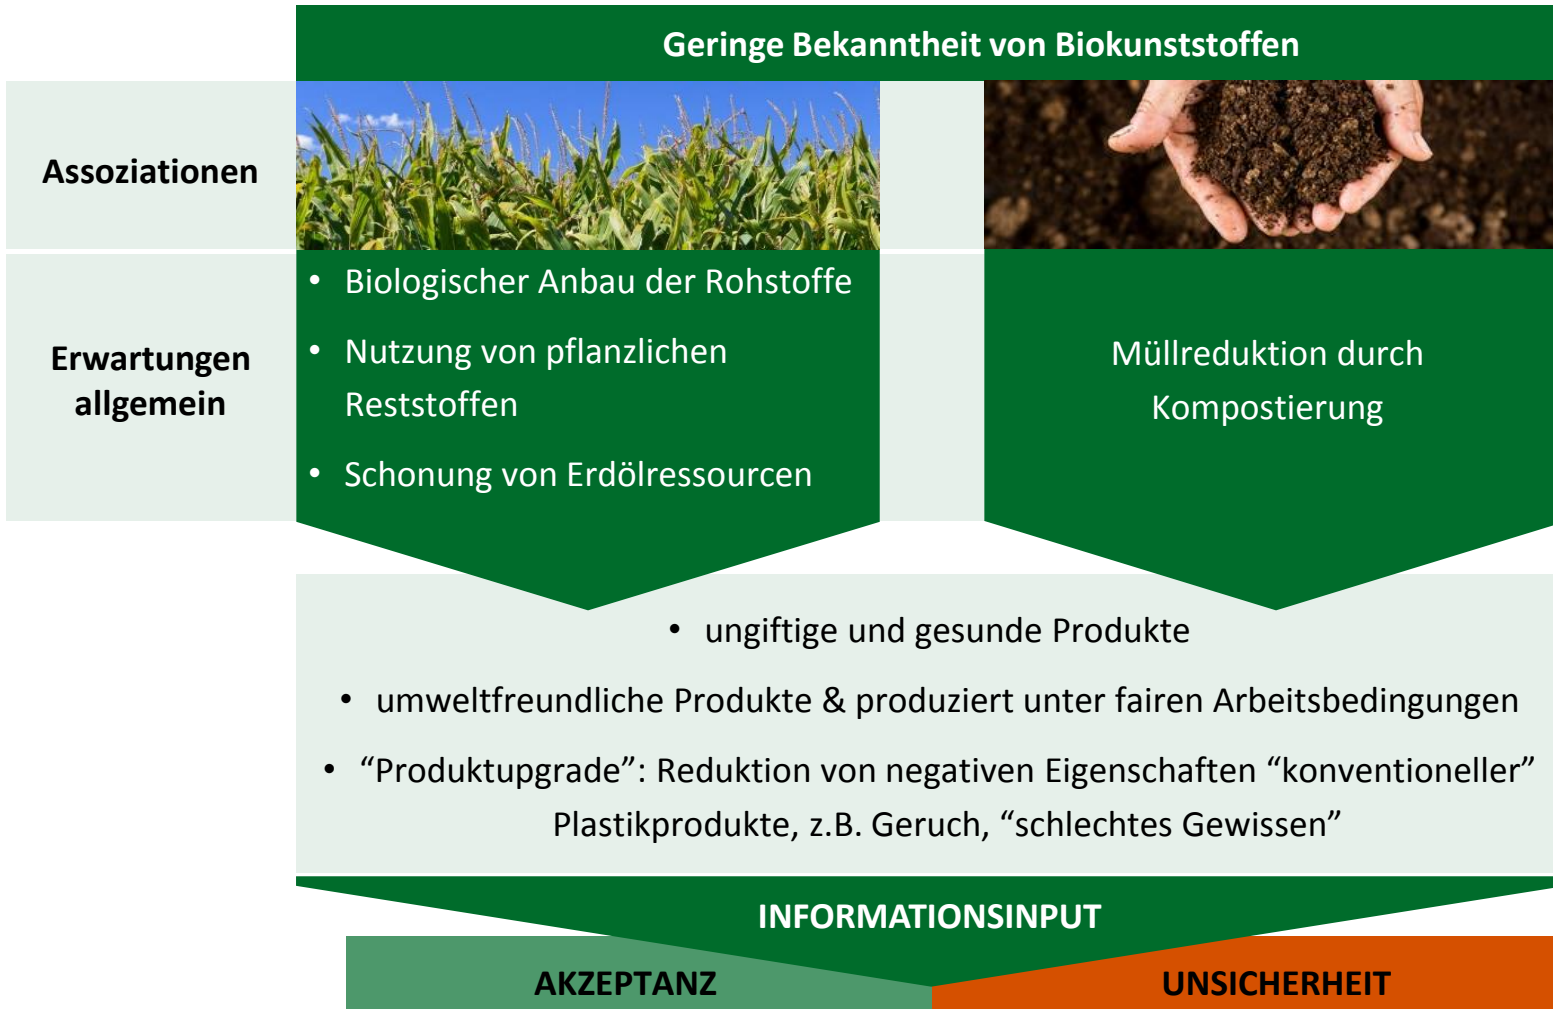 Geringe Bekanntheit von Biokunststoffen
Assoziationen
Erwartungen
allgemein
• Biologischer Anbau der Rohstoffe
• Nutzung von pflanzlichen
Reststoffen
• Schonung von Erdölressourcen
Müllreduktion durch
Kompostierung
• ungiftige und gesunde Produkte
• umweltfreundliche Produkte & produziert unter fairen Arbeitsbedingungen
• “Produktupgrade”: Reduktion von negativen Eigenschaften “konventioneller”
Plastikprodukte, z.B. Geruch, “schlechtes Gewissen”
INFORMATIONSINPUT
AKZEPTANZ
UNSICHERHEIT